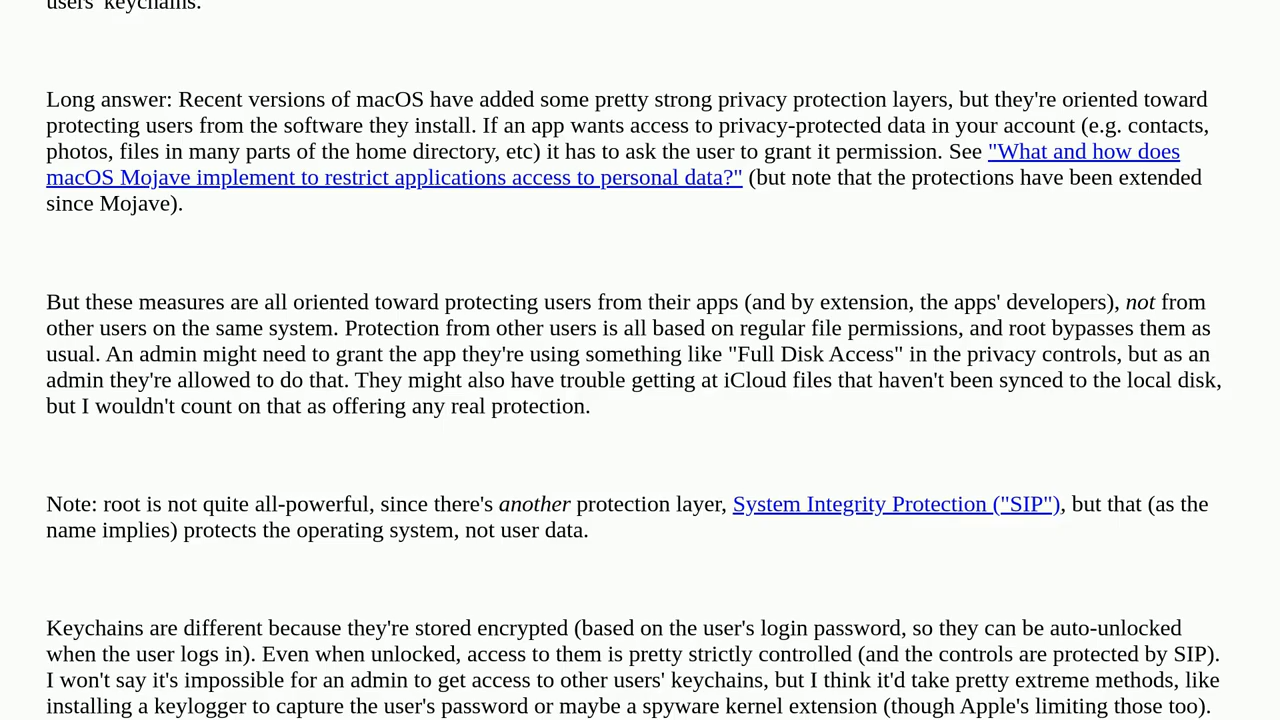 users' keychains.
Long answer: Recent versions of macOS have added some pretty strong privacy protection layers, but they're oriented toward
protecting users from the software they install. If an app wants access to privacy-protected data in your account (e.g. contacts,
photos, files in many parts of the home directory, etc) it has to ask the user to grant it permission. See "What and how does
macOS Mojave implement to restrict applications access to personal data?" (but note that the protections have been extended
since Mojave).
But these measures are all oriented toward protecting users from their apps (and by extension, the apps' developers), not from
other users on the same system. Protection from other users is all based on regular file permissions, and root bypasses them as
usual. An admin might need to grant the app they're using something like "Full Disk Access" in the privacy controls, but as an
admin they're allowed to do that. They might also have trouble getting at iCloud files that haven't been synced to the local disk,
but I wouldn't count on that as offering any real protection.
Note: root is not quite all-powerful, since there's another protection layer, System Integrity Protection ("SIP"), but that (as the
name implies) protects the operating system, not user data.
Keychains are different because they're stored encrypted (based on the user's login password, so they can be auto-unlocked
when the user logs in). Even when unlocked, access to them is pretty strictly controlled (and the controls are protected by SIP).
I won't say it's impossible for an admin to get access to other users' keychains, but I think it'd take pretty extreme methods, like
installing a keylogger to capture the user's password or maybe a spyware kernel extension (though Apple's limiting those too).